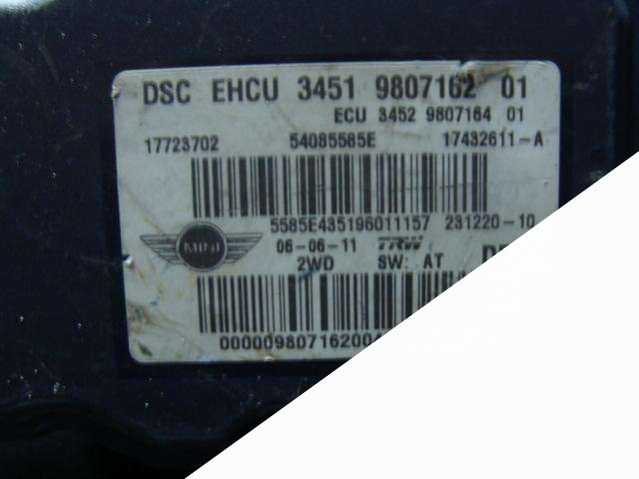 DSC EHCU 3451 9807162 01
ECU 3452 9807164 01
17723702 54085585E 17432611-A
5585E435196011157 231220-10
MINI 06-06-11 TRW
2WD SW: AT
00000980716200